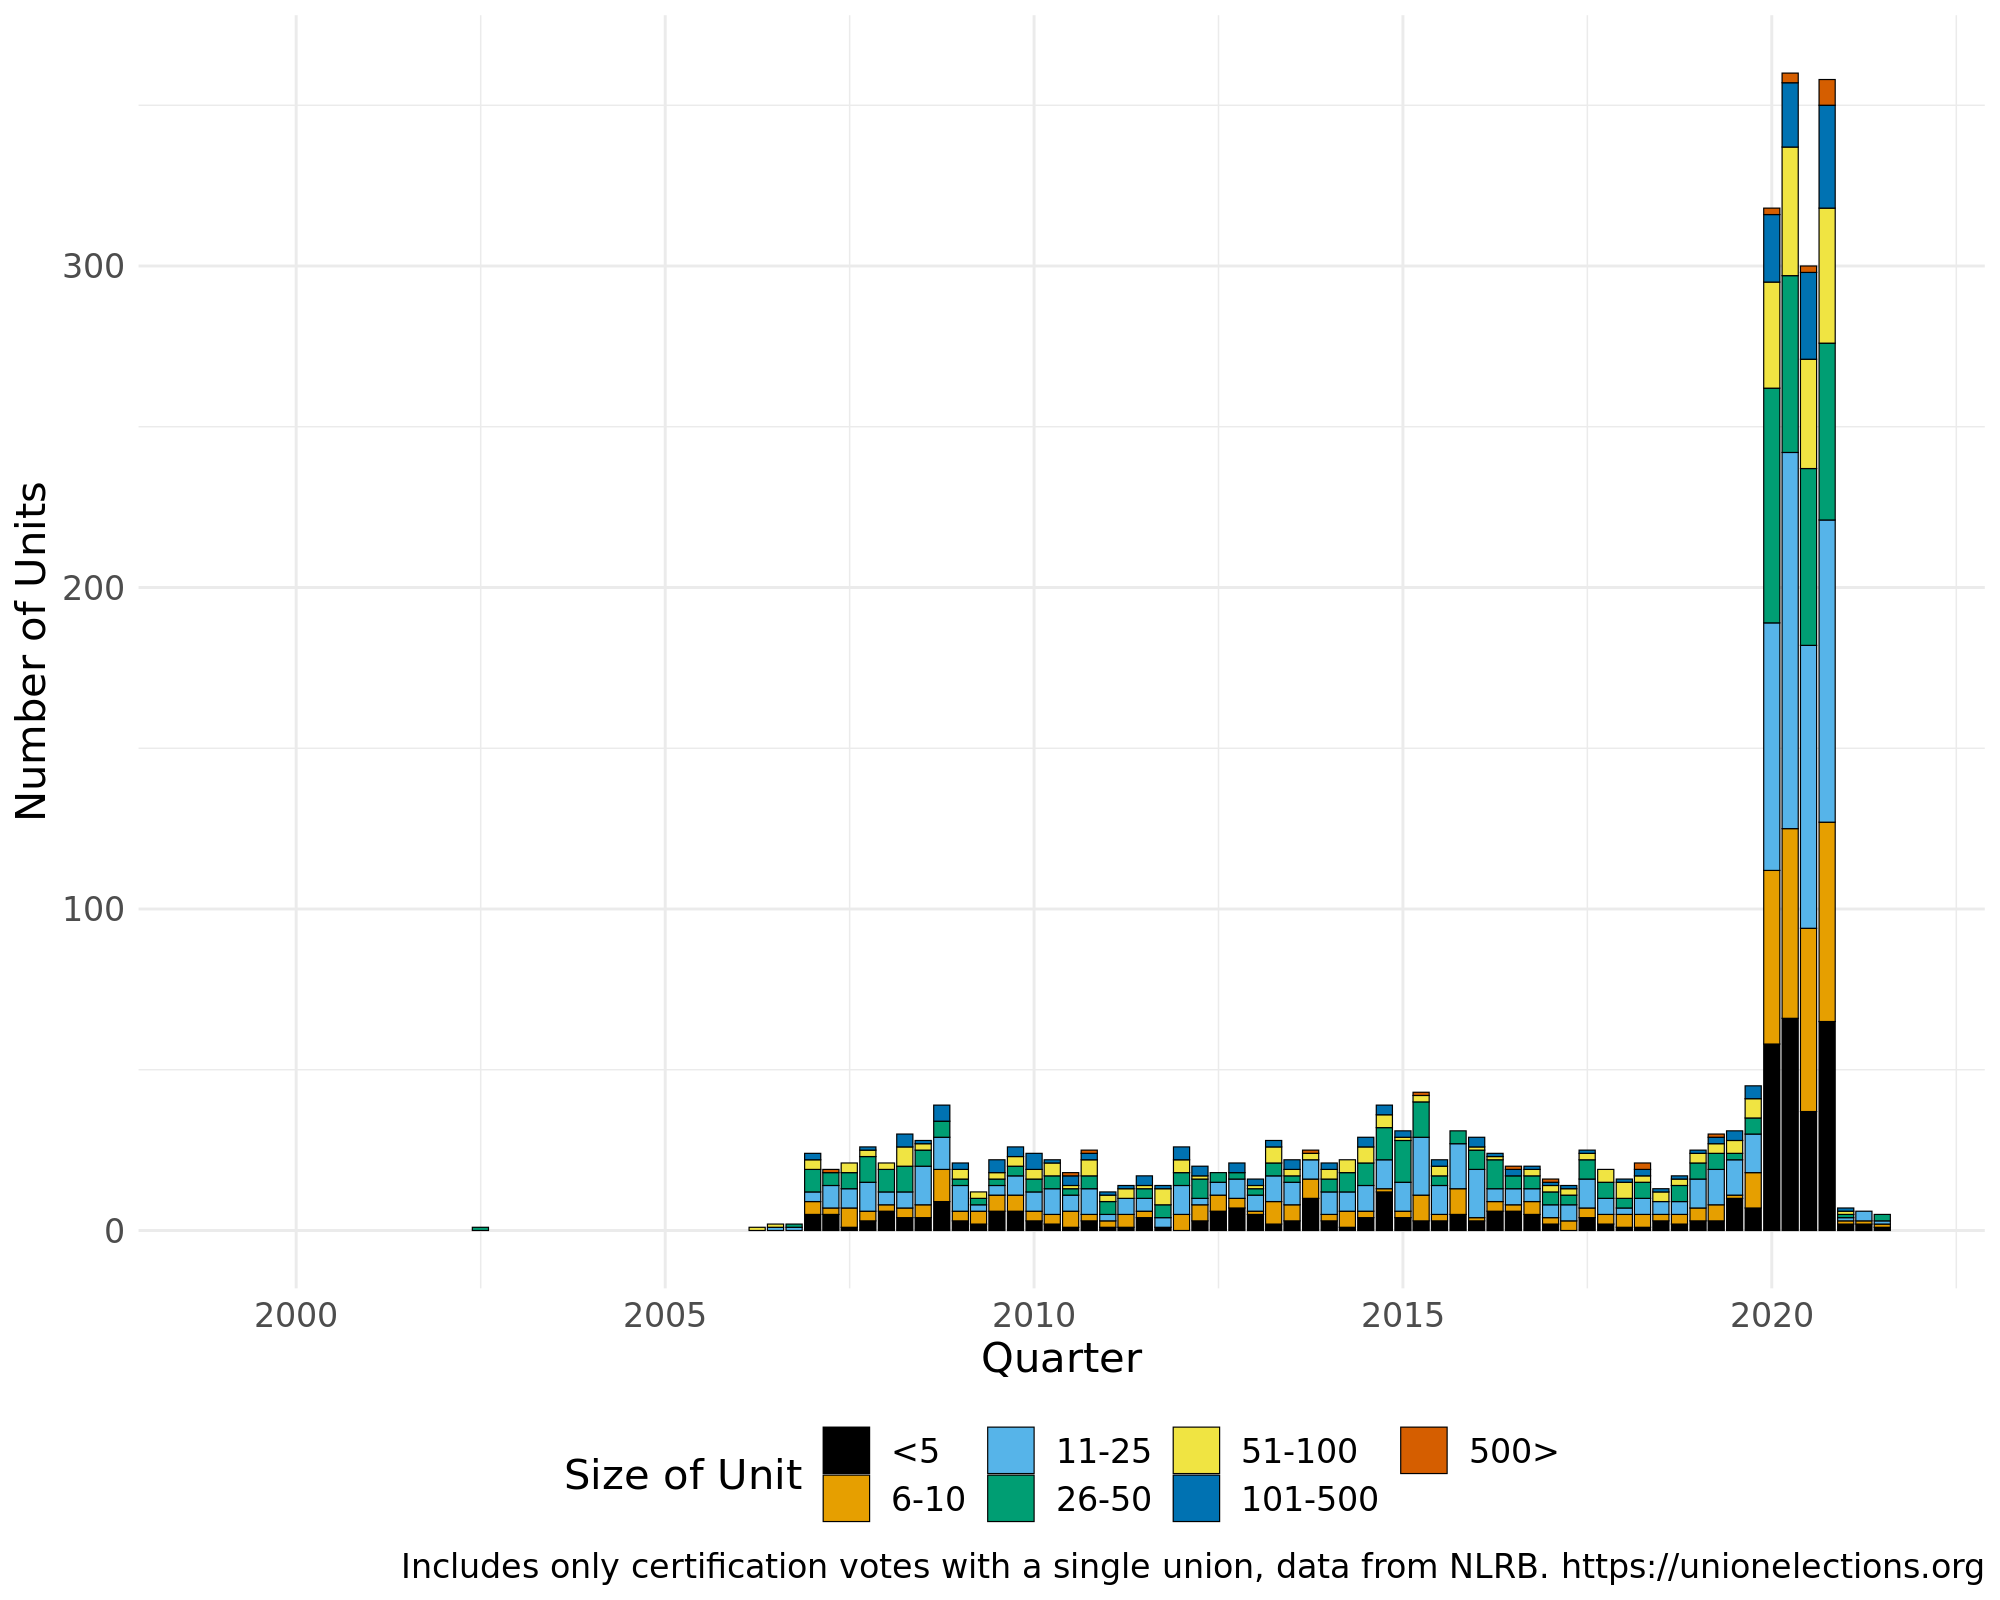 300
200
100
0
Number of Units
2000 2005 2010 2015 2020
Quarter
Size of Unit
<5 11-25 51-100 500>
6-10 26-50 101-500
Includes only certification votes with a single union, data from NLRB. https://unionelections.org